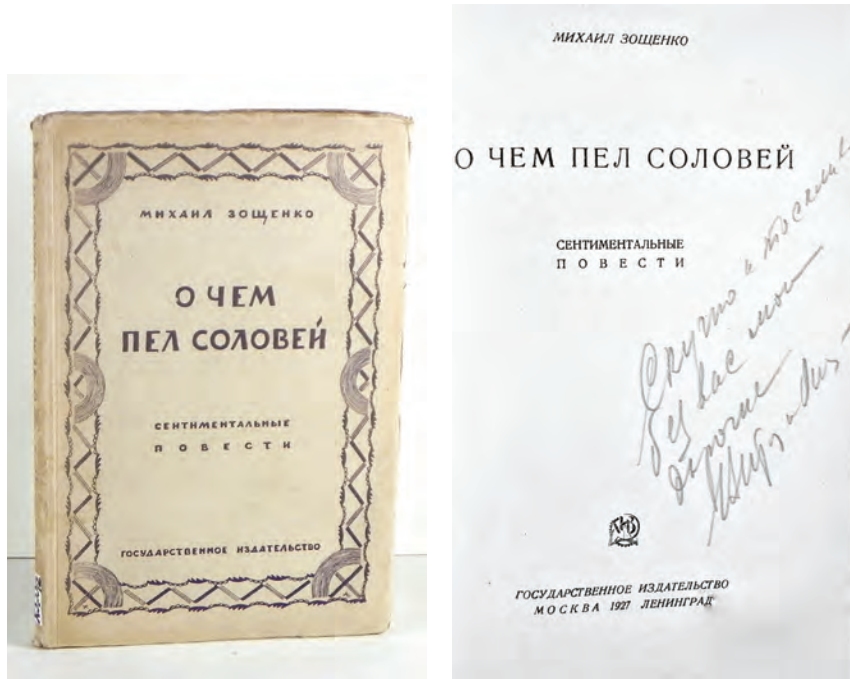 МИХАИЛ ЗОЩЕНКО
О ЧЕМ
ПЕЛ СОЛОВЕЙ
СЕНТИМЕНТАЛЬНЫЕ
ПОВЕСТИ
ГОСУДАРСТВЕННОЕ ИЗДАТЕЛЬСТВО
МИХАИЛ ЗОЩЕНКО
О ЧЕМ ПЕЛ СОЛОВЕЙ
СЕНТИМЕНТАЛЬНЫЕ
ПОВЕСТИ
Скучно и тоскливо
без вас мои
дорогие
ГОСУДАРСТВЕННОЕ ИЗДАТЕЛЬСТВО
МОСКВА 1927 ЛЕНИНГРАД